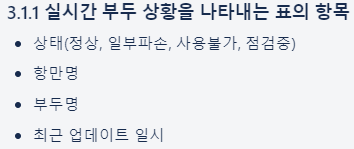 3.1.1 실시간 부두 상황을 나타내는 표의 항목
• 상태(정상, 일부파손, 사용불가, 점검중)
• 항만명
• 부두명
• 최근 업데이트 일시